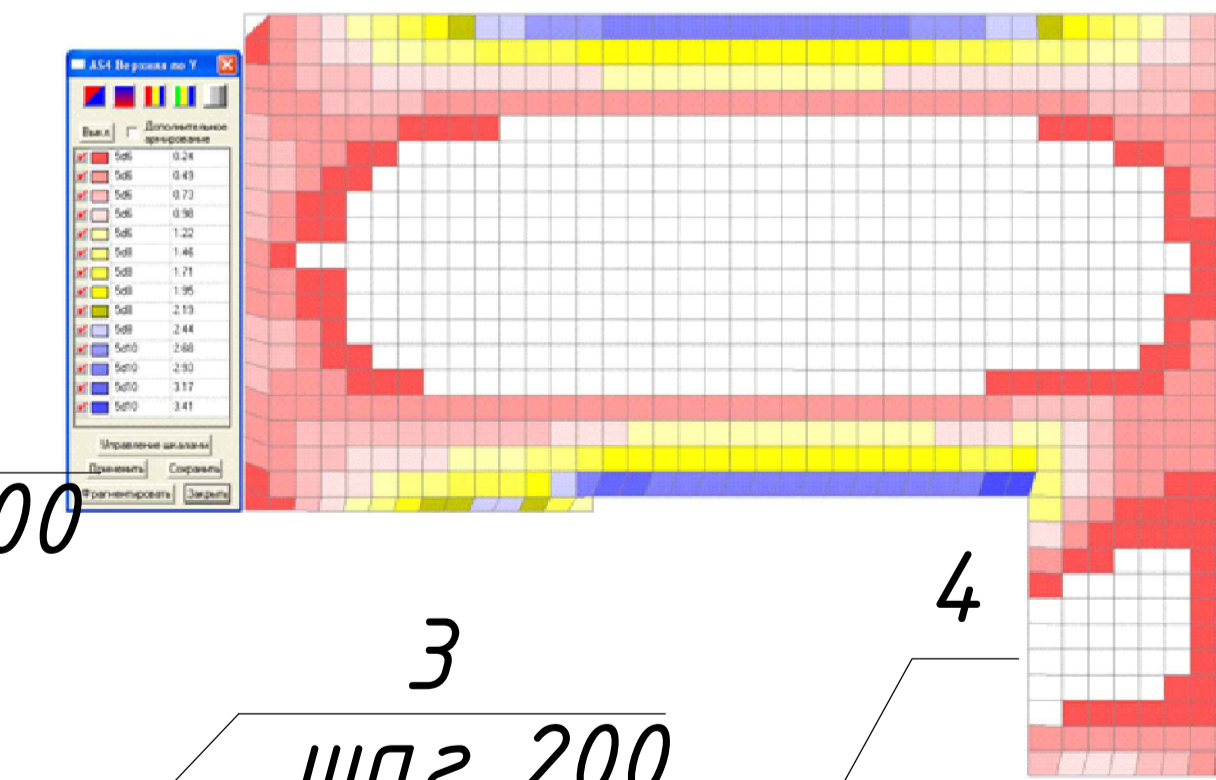 AS4 Верхняя по Y
Выкл
Дополнительное
армирование
5d6 0.24
5d6 0.49
5d6 0.73
5d6 0.98
5d6 1.22
5d8 1.46
5d8 1.71
5d8 1.95
5d8 2.19
5d8 2.44
5d10 2.68
5d10 2.93
5d10 3.17
5d10 3.41
Управление шкалами
Применить Сохранить
Фрагментировать Закрыть
00
4
3
шаг 200